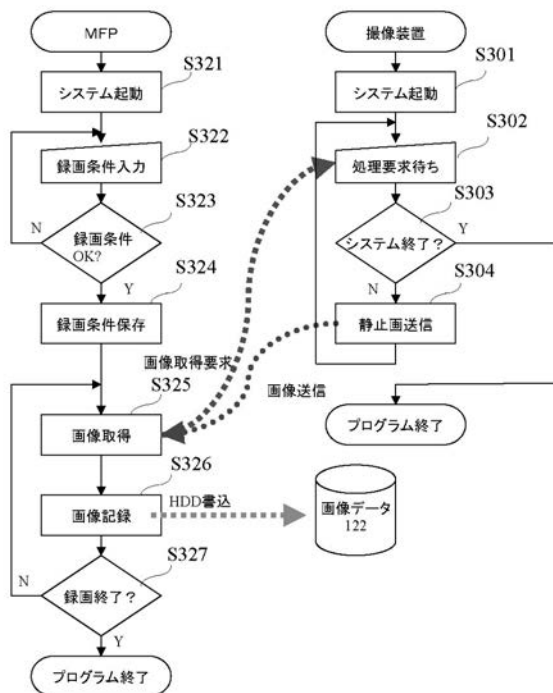 MFP
S321
システム起動
S322
録画条件入力
S323
N
録画条件
OK?
S324
Y
録画条件保存
画像取得要求
S325
画像取得
S326
画像記録
HDD書込
S327
N
録画終了？
Y
プログラム終了
撮像装置
S301
システム起動
S302
処理要求待ち
S303
Y
システム終了？
N
S304
静止画送信
画像送信
プログラム終了
画像データ
122